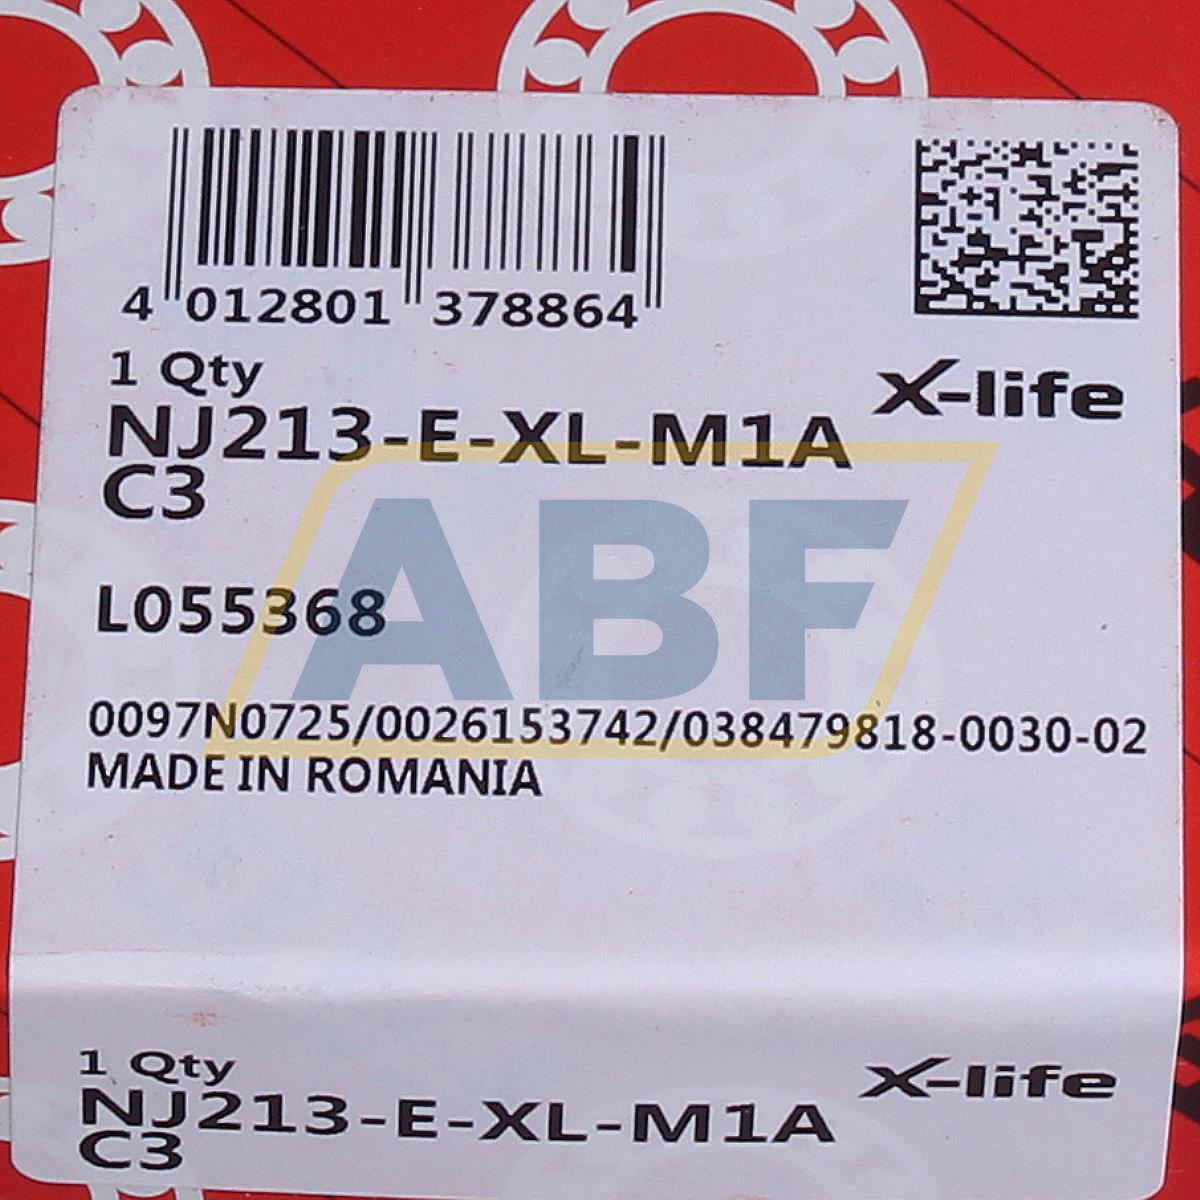 4 012801 378864
1 Qty
X-life
NJ213-E-XL-M1A
C3
ABF
L055368
0097N0725/0026153742/038479818-0030-02
MADE IN ROMANIA
1 Qty
X-life
NJ213-E-XL-M1A
C3